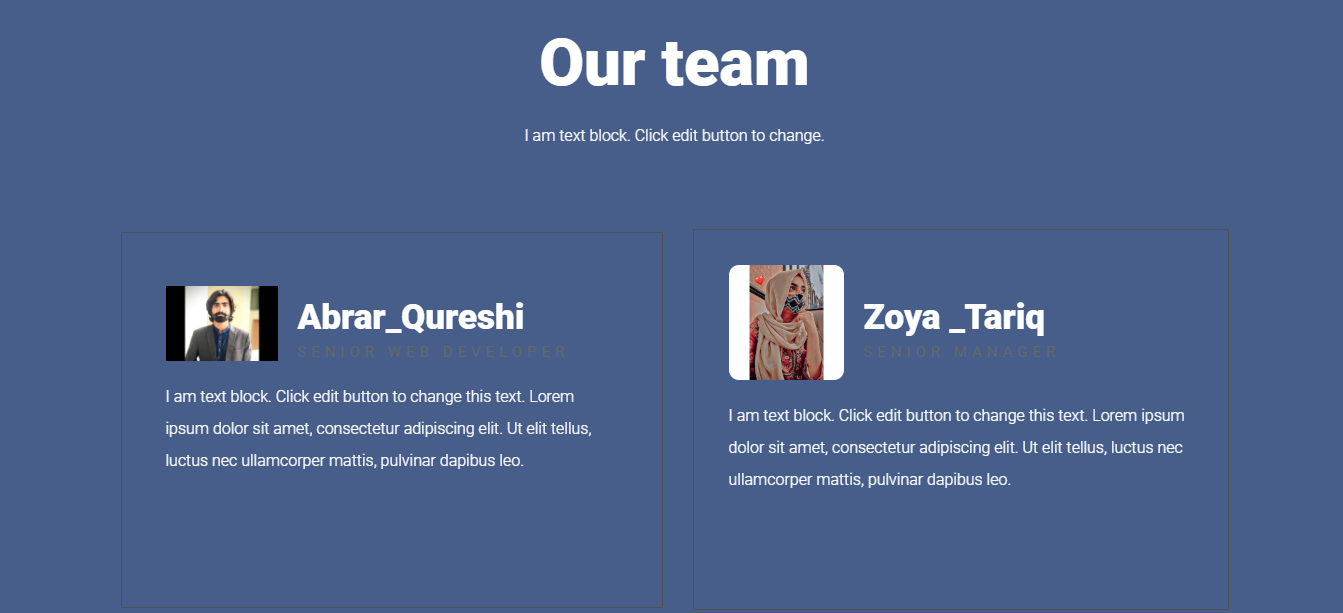 Our team
I am text block. Click edit button to change.
Abrar_Qureshi
SENIOR WEB DEVELOPER
I am text block. Click edit button to change this text. Lorem
ipsum dolor sit amet, consectetur adipiscing elit. Ut elit tellus,
luctus nec ullamcorper mattis, pulvinar dapibus leo.
Zoya _Tariq
SENIOR MANAGER
I am text block. Click edit button to change this text. Lorem ipsum
dolor sit amet, consectetur adipiscing elit. Ut elit tellus, luctus nec
ullamcorper mattis, pulvinar dapibus leo.